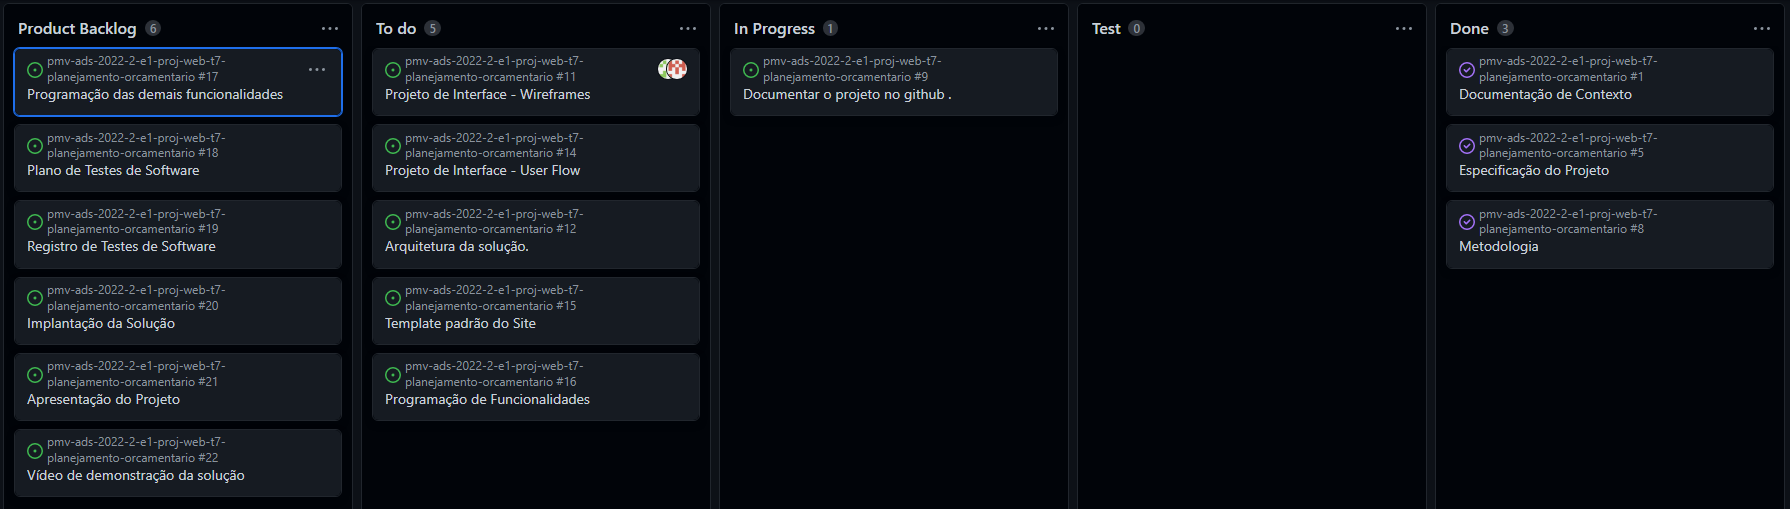 Product Backlog 6
pmv-ads-2022-2-e1-proj-web-t7-
planejamento-orcamentario #17
Programação das demais funcionalidades
pmv-ads-2022-2-e1-proj-web-t7-
planejamento-orcamentario #18
Plano de Testes de Software
pmv-ads-2022-2-e1-proj-web-t7-
planejamento-orcamentario #19
Registro de Testes de Software
pmv-ads-2022-2-e1-proj-web-t7-
planejamento-orcamentario #20
Implantação da Solução
pmv-ads-2022-2-e1-proj-web-t7-
planejamento-orcamentario #21
Apresentação do Projeto
pmv-ads-2022-2-e1-proj-web-t7-
planejamento-orcamentario #22
Vídeo de demonstração da solução
To do 5
pmv-ads-2022-2-e1-proj-web-t7-
planejamento-orcamentario #11
Projeto de Interface - Wireframes
pmv-ads-2022-2-e1-proj-web-t7-
planejamento-orcamentario #14
Projeto de Interface - User Flow
pmv-ads-2022-2-e1-proj-web-t7-
planejamento-orcamentario #12
Arquitetura da solução.
pmv-ads-2022-2-e1-proj-web-t7-
planejamento-orcamentario #15
Template padrão do Site
pmv-ads-2022-2-e1-proj-web-t7-
planejamento-orcamentario #16
Programação de Funcionalidades
In Progress 1
pmv-ads-2022-2-e1-proj-web-t7-
planejamento-orcamentario #9
Documentar o projeto no github .
Test 0
Done 3
pmv-ads-2022-2-e1-proj-web-t7-
planejamento-orcamentario #1
Documentação de Contexto
pmv-ads-2022-2-e1-proj-web-t7-
planejamento-orcamentario #5
Especificação do Projeto
pmv-ads-2022-2-e1-proj-web-t7-
planejamento-orcamentario #8
Metodologia